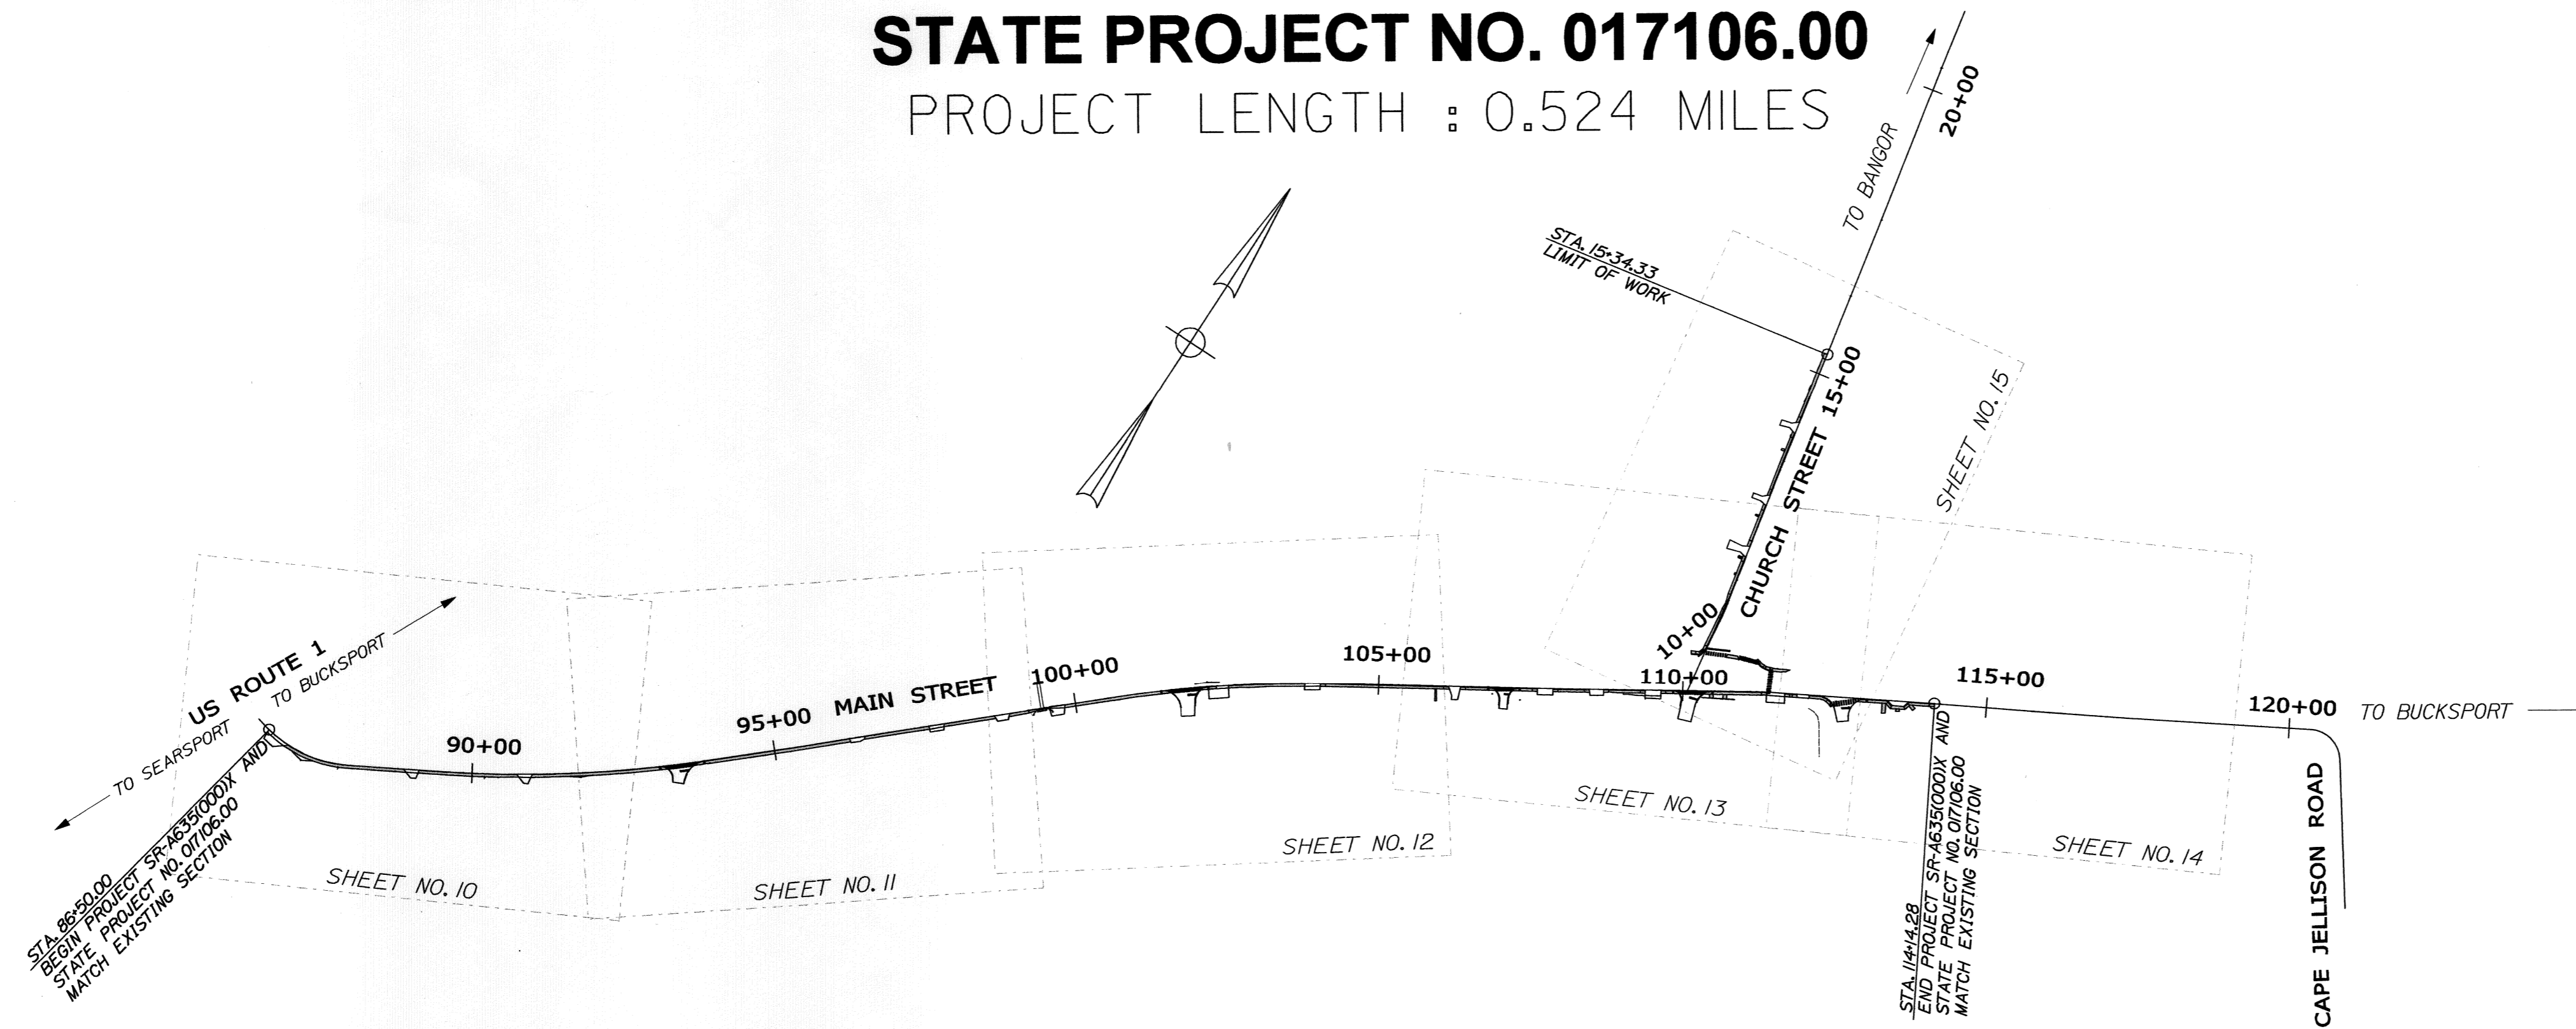 STATE PROJECT NO. 017106.00
PROJECT LENGTH : 0.524 MILES
20+00
TO BANGOR
STA. 15+34.33
LIMIT OF WORK
15+00
CHURCH STREET
SHEET NO. 15
10+00
US ROUTE 1
TO BUCKSPORT
TO SEARSPORT
90+00
95+00
MAIN STREET
100+00
105+00
110+00
115+00
120+00
TO BUCKSPORT
STA. 86+50.00
BEGIN PROJECT SR-A635(000)X AND
STATE PROJECT NO. 017106.00
MATCH EXISTING SECTION
SHEET NO. 10
SHEET NO. 11
SHEET NO. 12
SHEET NO. 13
SHEET NO. 14
STA. 114+14.28
END PROJECT SR-A635(000)X AND
STATE PROJECT NO. 017106.00
MATCH EXISTING SECTION
CAPE JELLISON ROAD